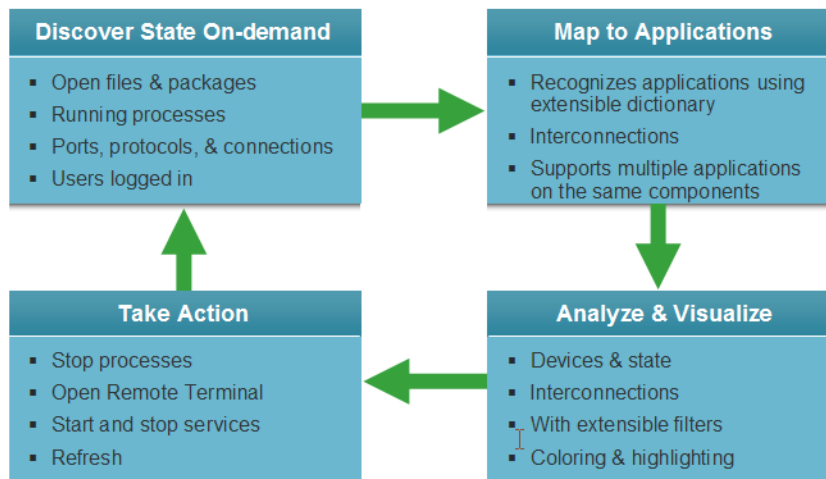 Discover State On-demand
▪ Open files & packages
▪ Running processes
▪ Ports, protocols, & connections
▪ Users logged in
Map to Applications
▪ Recognizes applications using
extensible dictionary
▪ Interconnections
▪ Supports multiple applications
on the same components
Take Action
▪ Stop processes
▪ Open Remote Terminal
▪ Start and stop services
▪ Refresh
Analyze & Visualize
▪ Devices & state
▪ Interconnections
▪ With extensible filters
▪ Coloring & highlighting